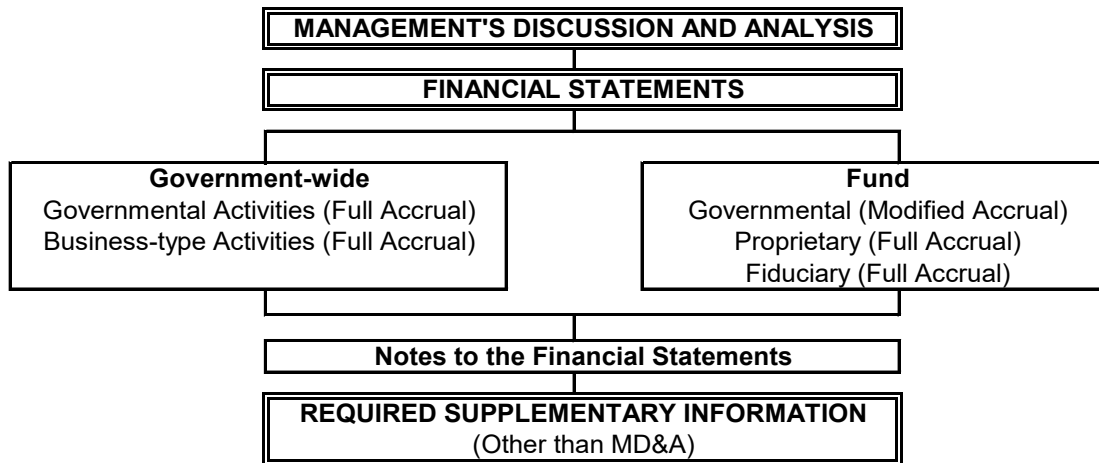 MANAGEMENT'S DISCUSSION AND ANALYSIS
FINANCIAL STATEMENTS
Government-wide
Governmental Activities (Full Accrual)
Business-type Activities (Full Accrual)
Fund
Governmental (Modified Accrual)
Proprietary (Full Accrual)
Fiduciary (Full Accrual)
Notes to the Financial Statements
REQUIRED SUPPLEMENTARY INFORMATION
(Other than MD&A)